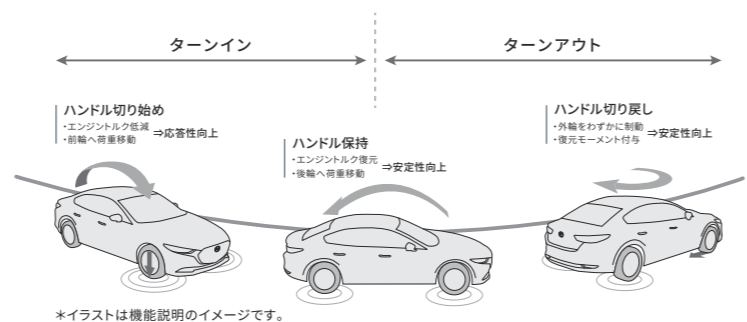 ターンイン
ターンアウト
ハンドル切り始め
・エンジントルク低減
・前輪へ荷重移動
⇒応答性向上
ハンドル保持
・エンジントルク復元
・後輪へ荷重移動
⇒安定性向上
ハンドル切り戻し
・外輪をわずかに制動
・復元モーメント付与
⇒安定性向上
＊イラストは機能説明のイメージです。